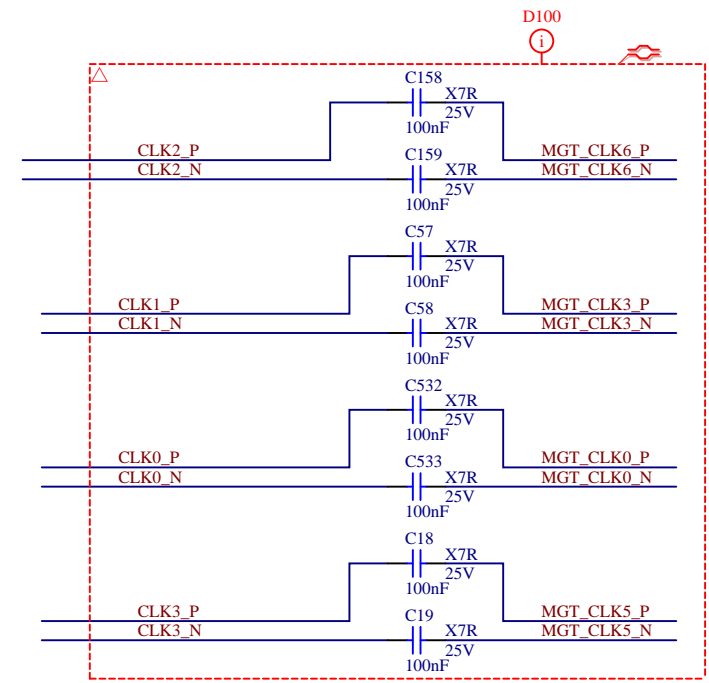 D100
i
C158
X7R
25V
100nF
CLK2_P
MGT_CLK6_P
C159
CLK2_N
X7R
MGT_CLK6_N
25V
100nF
C57
X7R
25V
100nF
CLK1_P
MGT_CLK3_P
C58
CLK1_N
X7R
MGT_CLK3_N
25V
100nF
C532
X7R
25V
100nF
CLK0_P
MGT_CLK0_P
C533
CLK0_N
X7R
MGT_CLK0_N
25V
100nF
C18
X7R
25V
100nF
CLK3_P
MGT_CLK5_P
C19
CLK3_N
X7R
MGT_CLK5_N
25V
100nF